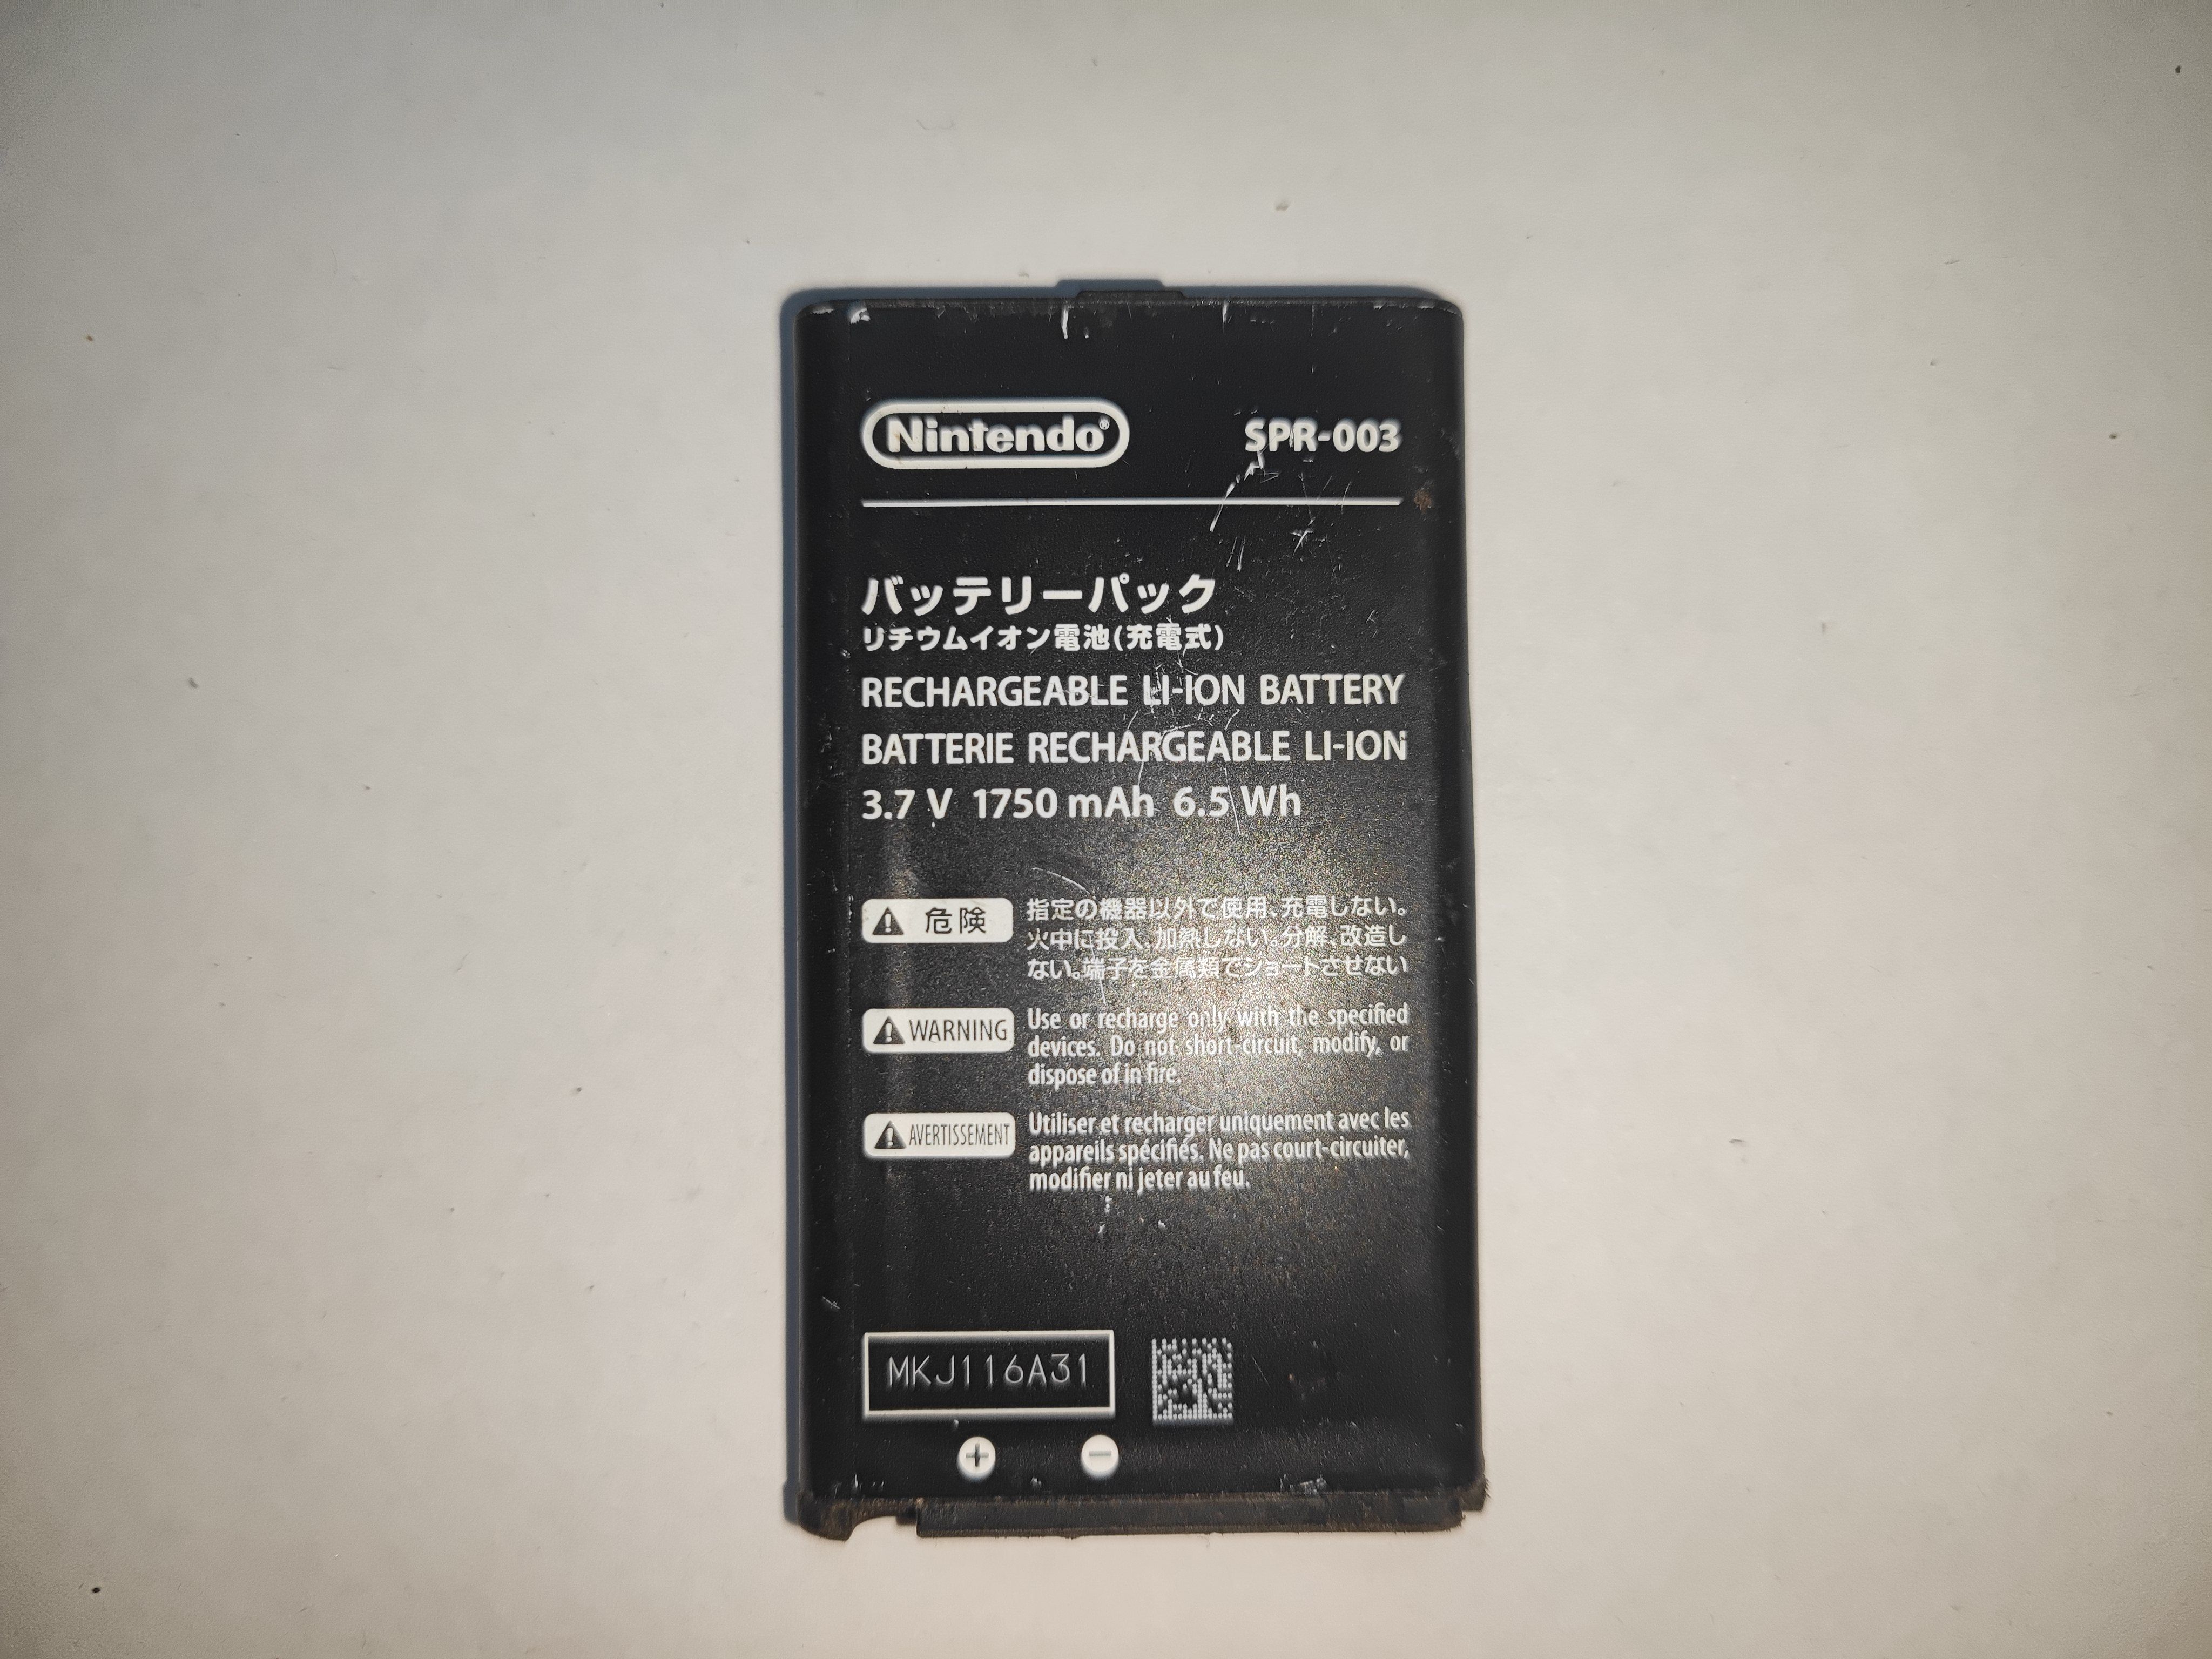 Nintendo®
SPR-003
バッテリーパック
リチウムイオン電池(充電式)
RECHARGEABLE LI-ION BATTERY
BATTERIE RECHARGEABLE LI-ION
3.7 V 1750 mAh 6.5 Wh
危険
指定の機器以外で使用、充電しない。
火中に投入、加熱しない。分解、改造し
ない。端子を金属類でショートさせない
WARNING
Use or recharge only with the specified
devices. Do not short-circuit, modify, or
dispose of in fire.
AVERTISSEMENT
Utiliser et recharger uniquement avec les
appareils spécifiés. Ne pas court-circuiter,
modifier ni jeter au feu.
MKJ116A31
+ −